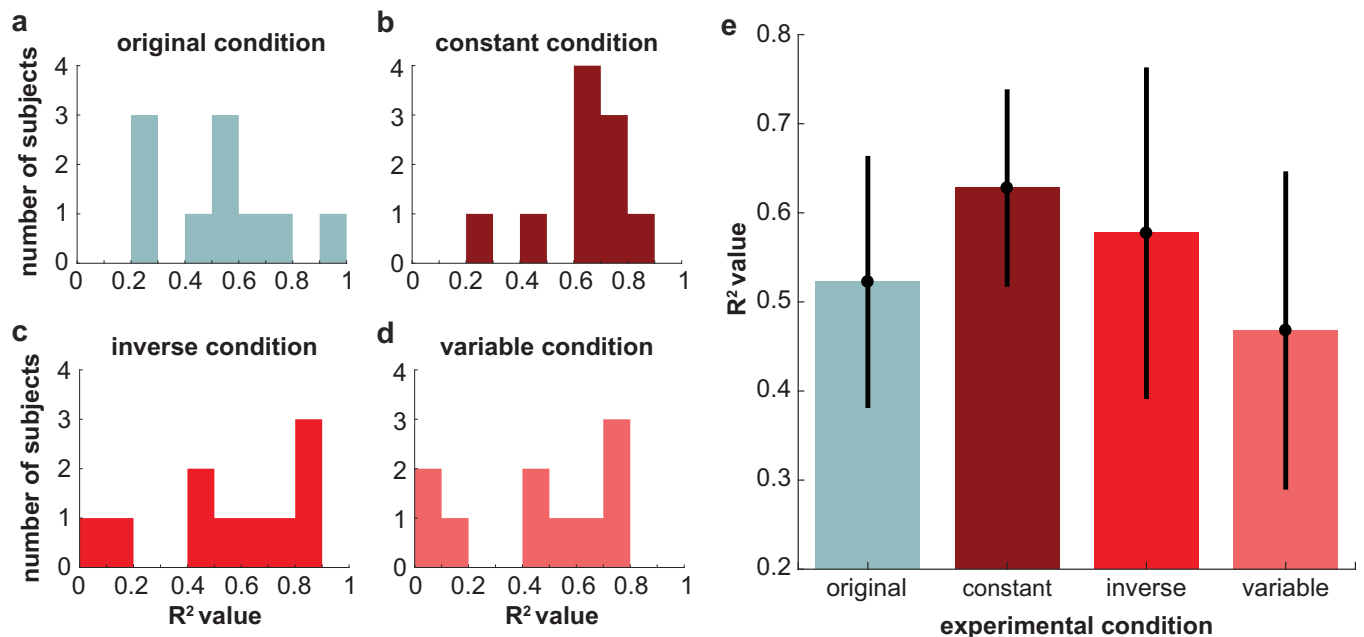 a
original condition
number of subjects
4
3
2
1
0
0 0.2 0.4 0.6 0.8 1
b
constant condition
4
3
2
1
0
0 0.2 0.4 0.6 0.8 1
c
inverse condition
number of subjects
4
3
2
1
0
0 0.2 0.4 0.6 0.8 1
R² value
d
variable condition
4
3
2
1
0
0 0.2 0.4 0.6 0.8 1
R² value
e
R² value
0.8
0.7
0.6
0.5
0.4
0.3
0.2
original constant inverse variable
experimental condition